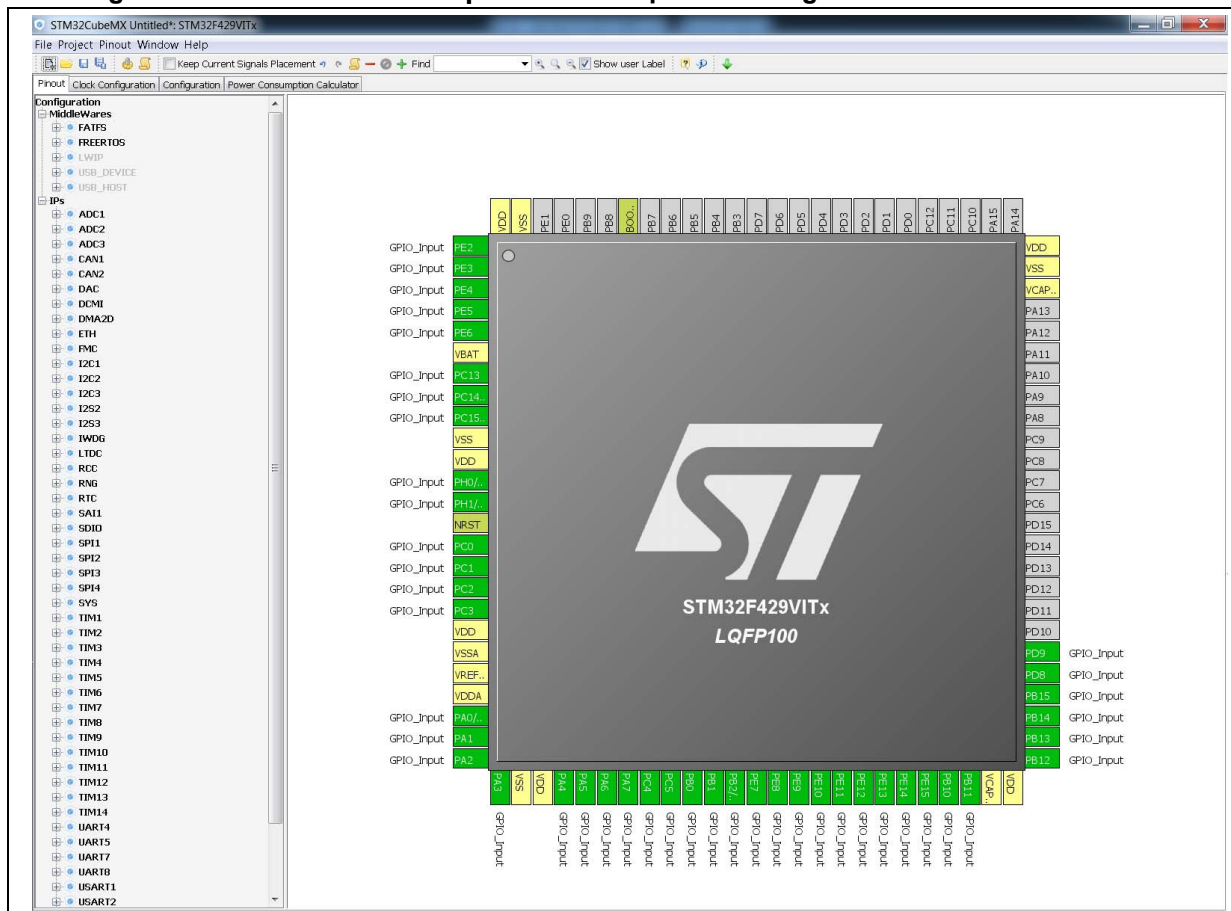 STM32CubeMX Untitled*: STM32F429VITx
File Project Pinout Window Help
Keep Current Signals Placement Find Show user Label
Pinout Clock Configuration Configuration Power Consumption Calculator
Configuration
MiddleWares
FATFS
FREERTOS
LWIP
USB_DEVICE
USB_HOST
IPs
ADC1
ADC2
ADC3
CAN1
CAN2
DAC
DCMI
DMA2D
ETH
FMC
I2C1
I2C2
I2C3
I2S2
I2S3
IWDG
LTDC
RCC
RNG
RTC
SAI1
SDIO
SPI1
SPI2
SPI3
SPI4
SYS
TIM1
TIM2
TIM3
TIM4
TIM5
TIM6
TIM7
TIM8
TIM9
TIM10
TIM11
TIM12
TIM13
TIM14
UART4
UART5
UART7
UART8
USART1
USART2
VDD VSS PE1 PE0 PB9 PB8 BOO.. PB7 PB6 PB5 PB4 PB3 PD7 PD6 PD5 PD4 PD3 PD2 PD1 PD0 PC12 PC11 PC10 PA15 PA14
GPIO_Input PE2
GPIO_Input PE3
GPIO_Input PE4
GPIO_Input PE5
GPIO_Input PE6
VBAT
GPIO_Input PC13
GPIO_Input PC14..
GPIO_Input PC15..
VSS
VDD
GPIO_Input PH0/..
GPIO_Input PH1/..
NRST
GPIO_Input PC0
GPIO_Input PC1
GPIO_Input PC2
GPIO_Input PC3
VDD
VSSA
VREF..
VDDA
GPIO_Input PA0/..
GPIO_Input PA1
GPIO_Input PA2
ST
STM32F429VITx
LQFP100
VDD
VSS
VCAP..
PA13
PA12
PA11
PA10
PA9
PA8
PC9
PC8
PC7
PC6
PD15
PD14
PD13
PD12
PD11
PD10
PD9 GPIO_Input
PD8 GPIO_Input
PB15 GPIO_Input
PB14 GPIO_Input
PB13 GPIO_Input
PB12 GPIO_Input
PA3 VSS VDD PA4 PA5 PA6 PA7 PC4 PC5 PB0 PB1 PB2/.. PE7 PE8 PE9 PE10 PE11 PE12 PE13 PE14 PE15 PB10 PB11 VCAP.. VDD
GPIO_Input GPIO_Input GPIO_Input GPIO_Input GPIO_Input GPIO_Input GPIO_Input GPIO_Input GPIO_Input GPIO_Input GPIO_Input GPIO_Input GPIO_Input GPIO_Input GPIO_Input GPIO_Input GPIO_Input GPIO_Input GPIO_Input GPIO_Input GPIO_Input